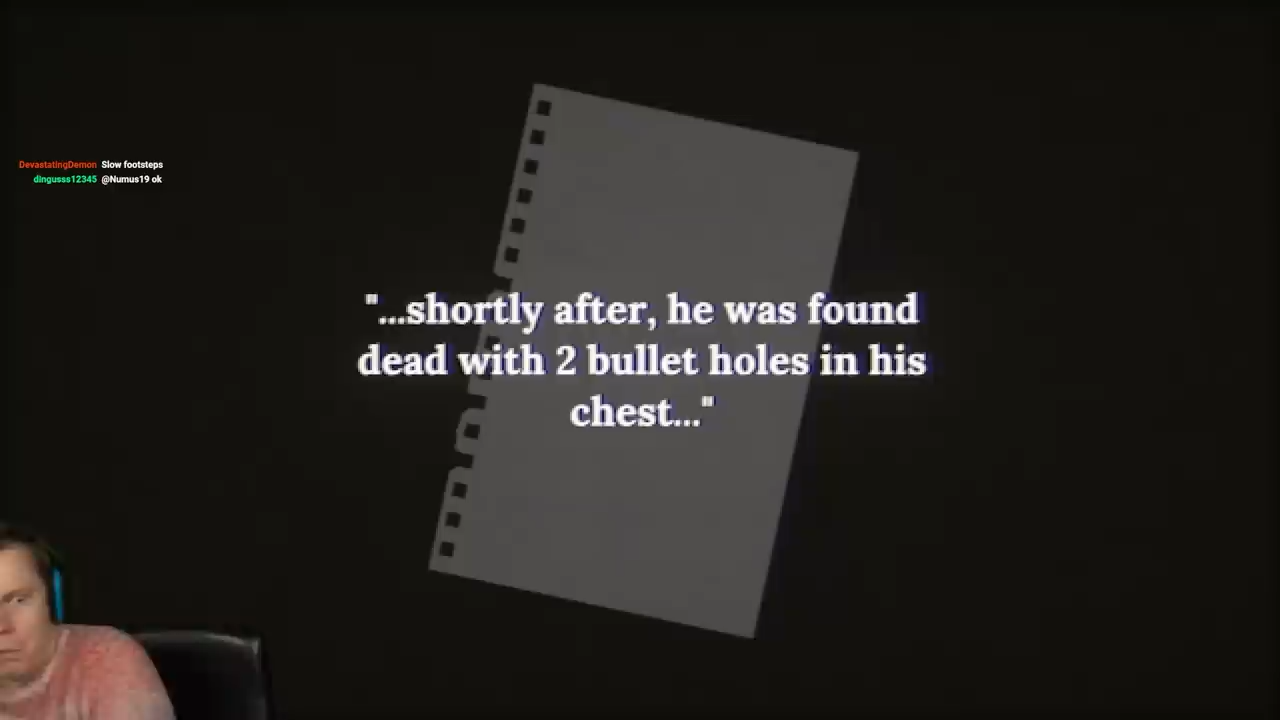 DevastatingDemon Slow footsteps
dingusss12345 @Numus19 ok
"...shortly after, he was found
dead with 2 bullet holes in his
chest..."